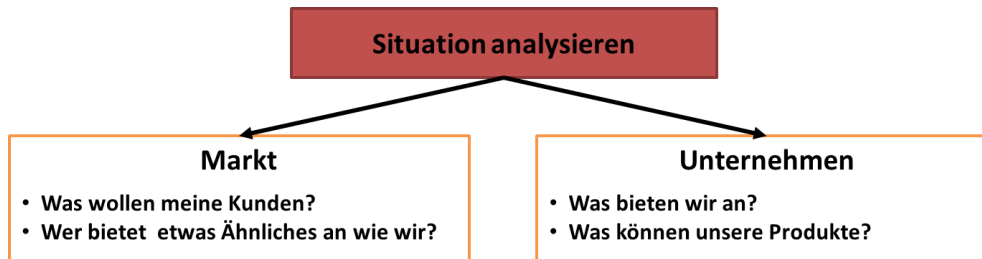 Situation analysieren
Markt
• Was wollen meine Kunden?
• Wer bietet etwas Ähnliches an wie wir?
Unternehmen
• Was bieten wir an?
• Was können unsere Produkte?